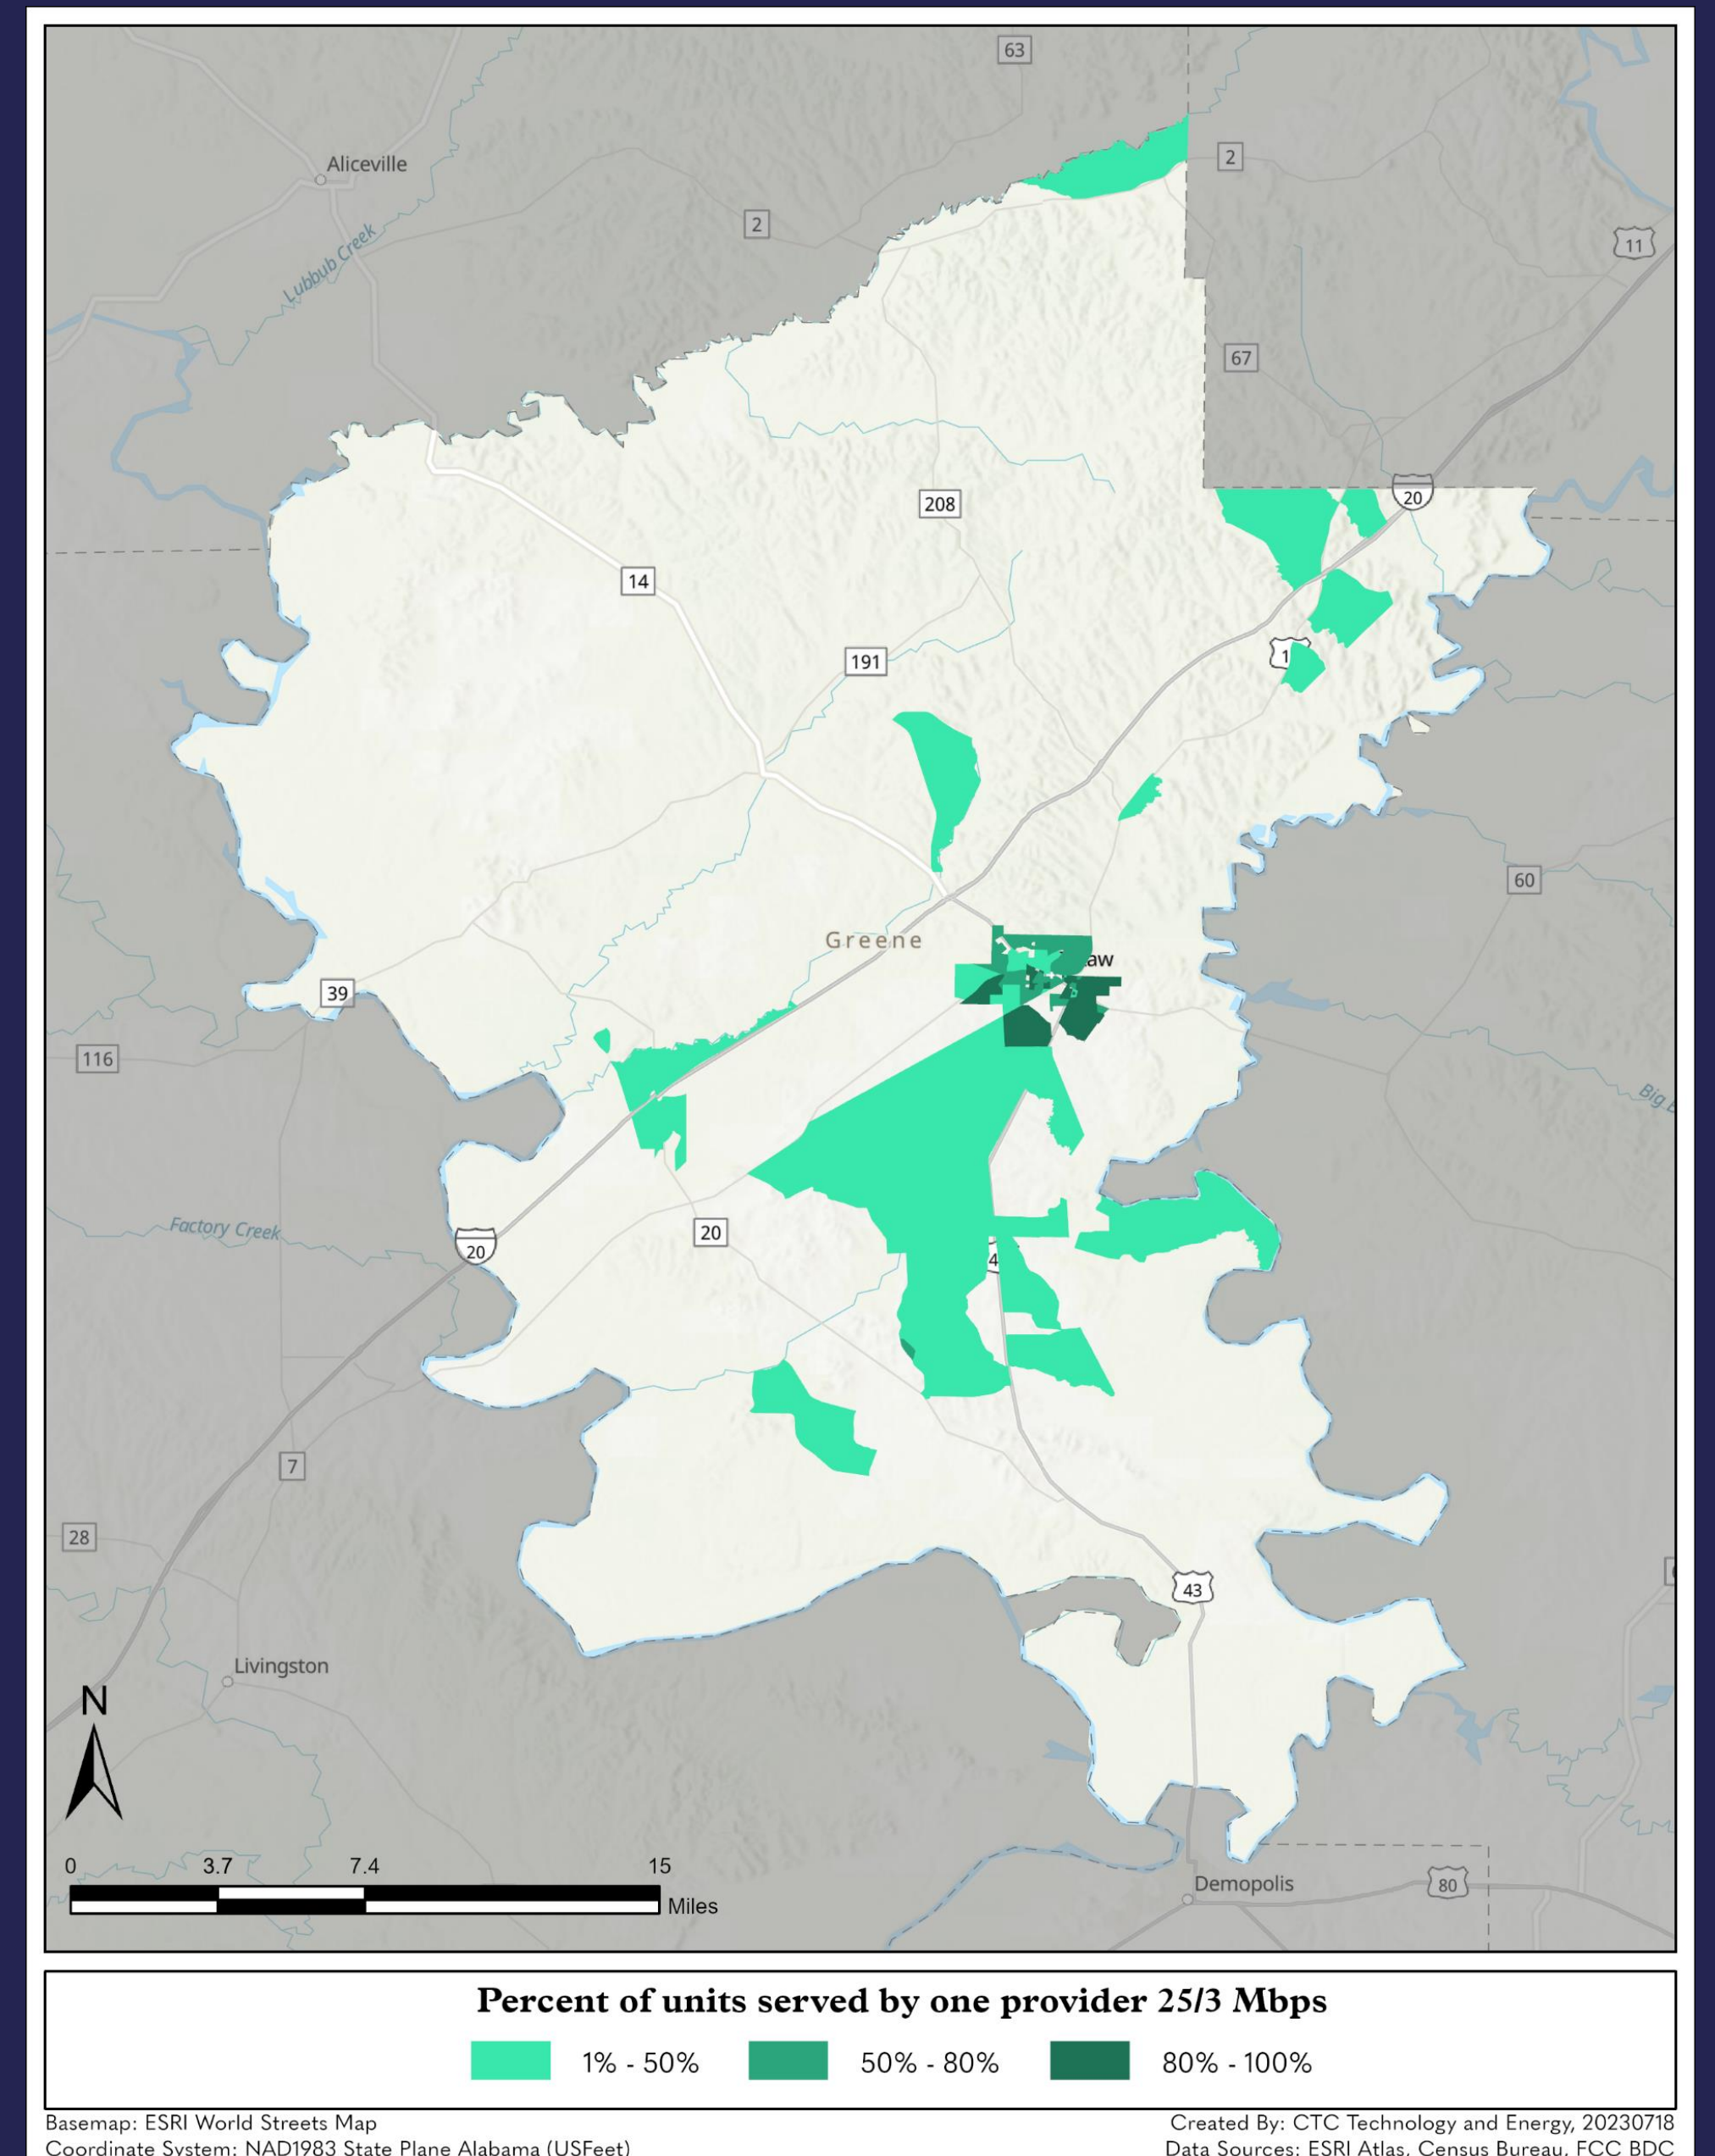 63
Aliceville
2
2
11
Lubbub Creek
67
20
208
14
191
1
60
Greene
aw
39
116
Big
Factory Creek
20
20
4
7
28
43
Livingston
N
0 3.7 7.4 15
Miles
Demopolis
80
Percent of units served by one provider 25/3 Mbps
1% - 50% 50% - 80% 80% - 100%
Basemap: ESRI World Streets Map
Created By: CTC Technology and Energy, 20230718
Coordinate System: NAD1983 State Plane Alabama (USFeet)
Data Sources: ESRI Atlas, Census Bureau, FCC BDC